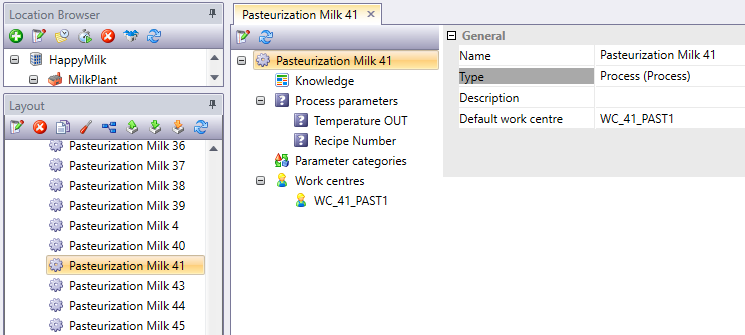 Location Browser
HappyMilk
MilkPlant
Layout
Pasteurization Milk 36
Pasteurization Milk 37
Pasteurization Milk 38
Pasteurization Milk 39
Pasteurization Milk 4
Pasteurization Milk 40
Pasteurization Milk 41
Pasteurization Milk 43
Pasteurization Milk 44
Pasteurization Milk 45
Pasteurization Milk 41
Pasteurization Milk 41
Knowledge
Process parameters
Temperature OUT
Recipe Number
Parameter categories
Work centres
WC_41_PAST1
General
Name Pasteurization Milk 41
Type Process (Process)
Description
Default work centre WC_41_PAST1